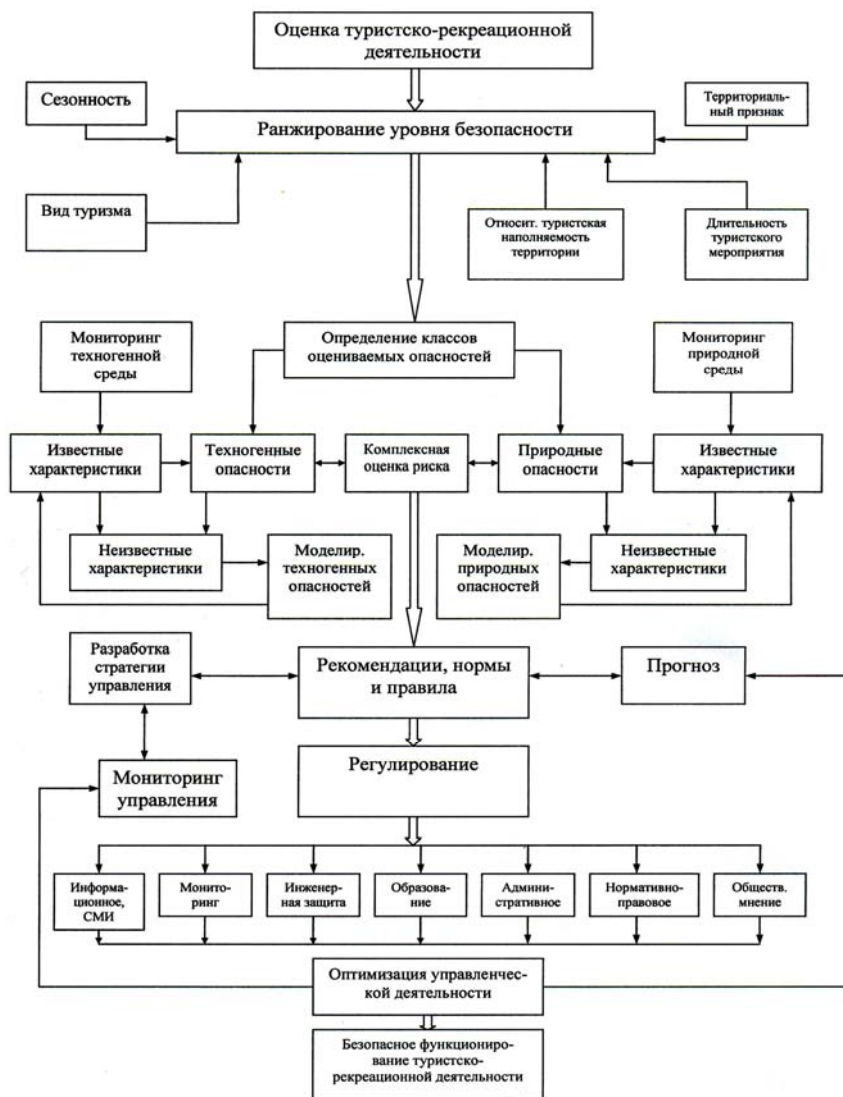 Оценка туристско-рекреационной
деятельности
Сезонность
Территориаль-
ный признак
Ранжирование уровня безопасности
Вид туризма
Относит. туристская
наполняемость
территории
Длительность
туристского
мероприятия
Мониторинг
техногенной
среды
Определение классов
оцениваемых опасностей
Мониторинг
природной
среды
Известные
характеристики
Техногенные
опасности
Комплексная
оценка риска
Природные
опасности
Известные
характеристики
Неизвестные
характеристики
Моделир.
техногенных
опасностей
Моделир.
природных
опасностей
Неизвестные
характеристики
Разработка
стратегии
управления
Рекомендации, нормы
и правила
Прогноз
Мониторинг
управления
Регулирование
Информа-
ционное,
СМИ
Монито-
ринг
Инженер-
ная защита
Образова-
ние
Админи-
стративное
Нормативно-
правовое
Обществ.
мнение
Оптимизация управленчес-
кой деятельности
Безопасное функциониро-
вание туристско-
рекреационной деятельности